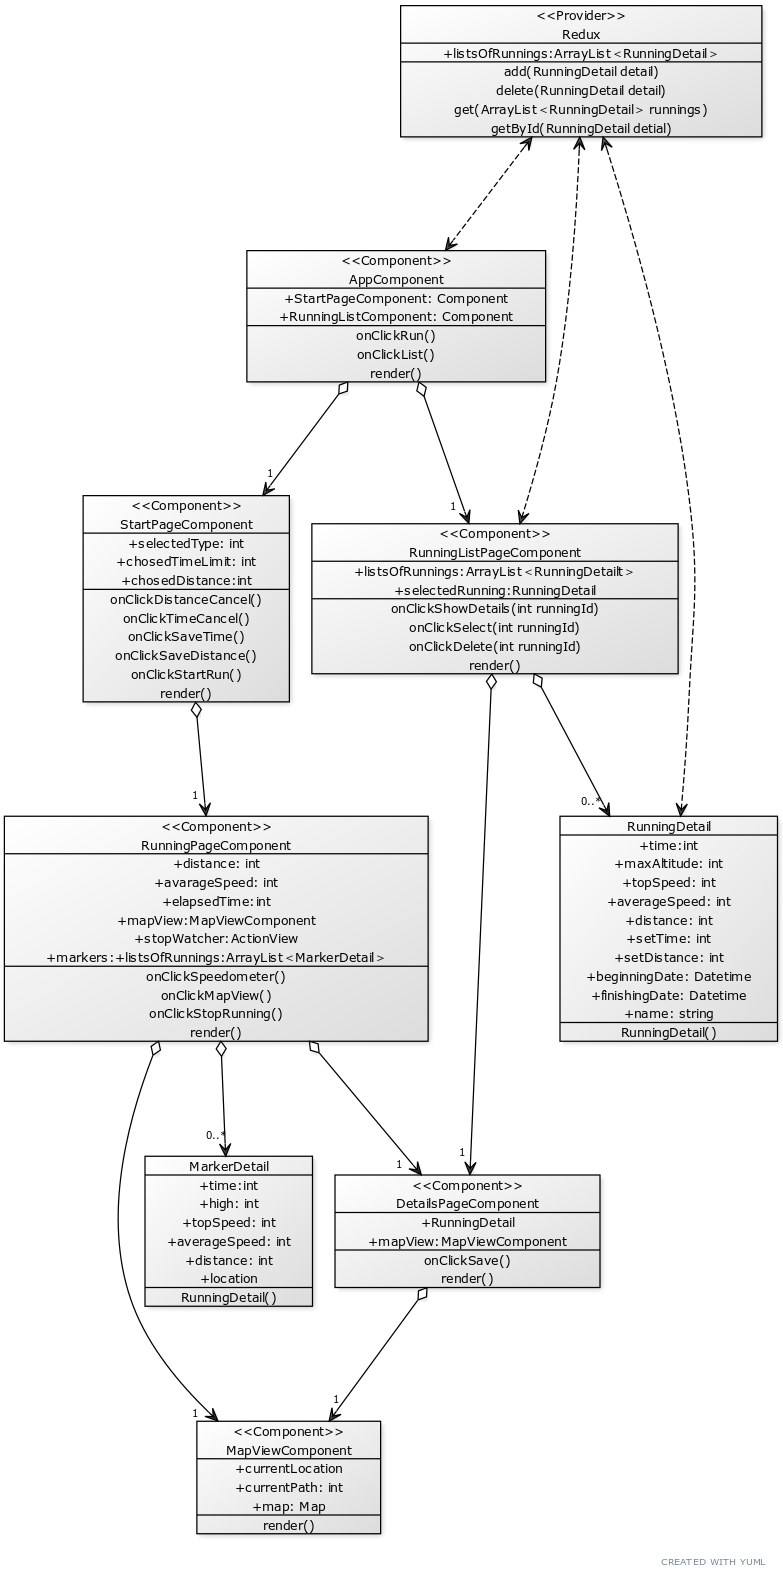 <<Provider>>
Redux
+listsOfRunnings:ArrayList<RunningDetail>
add(RunningDetail detail)
delete(RunningDetail detail)
get(ArrayList<RunningDetail> runnings)
getById(RunningDetail detial)
<<Component>>
AppComponent
+StartPageComponent: Component
+RunningListComponent: Component
onClickRun()
onClickList()
render()
1
1
<<Component>>
StartPageComponent
+selectedType: int
+chosedTimeLimit: int
+chosedDistance:int
onClickDistanceCancel()
onClickTimeCancel()
onClickSaveTime()
onClickSaveDistance()
onClickStartRun()
render()
<<Component>>
RunningListPageComponent
+listsOfRunnings:ArrayList<RunningDetailt>
+selectedRunning:RunningDetail
onClickShowDetails(int runningId)
onClickSelect(int runningId)
onClickDelete(int runningId)
render()
1
0..*
<<Component>>
RunningPageComponent
+distance: int
+avarageSpeed: int
+elapsedTime:int
+mapView:MapViewComponent
+stopWatcher:ActionView
+markers:+listsOfRunnings:ArrayList<MarkerDetail>
onClickSpeedometer()
onClickMapView()
onClickStopRunning()
render()
RunningDetail
+time:int
+maxAltitude: int
+topSpeed: int
+averageSpeed: int
+distance: int
+setTime: int
+setDistance: int
+beginningDate: Datetime
+finishingDate: Datetime
+name: string
RunningDetail()
0..*
1
1
MarkerDetail
+time:int
+high: int
+topSpeed: int
+averageSpeed: int
+distance: int
+location
RunningDetail()
<<Component>>
DetailsPageComponent
+RunningDetail
+mapView:MapViewComponent
onClickSave()
render()
1
1
<<Component>>
MapViewComponent
+currentLocation
+currentPath: int
+map: Map
render()
CREATED WITH YUML